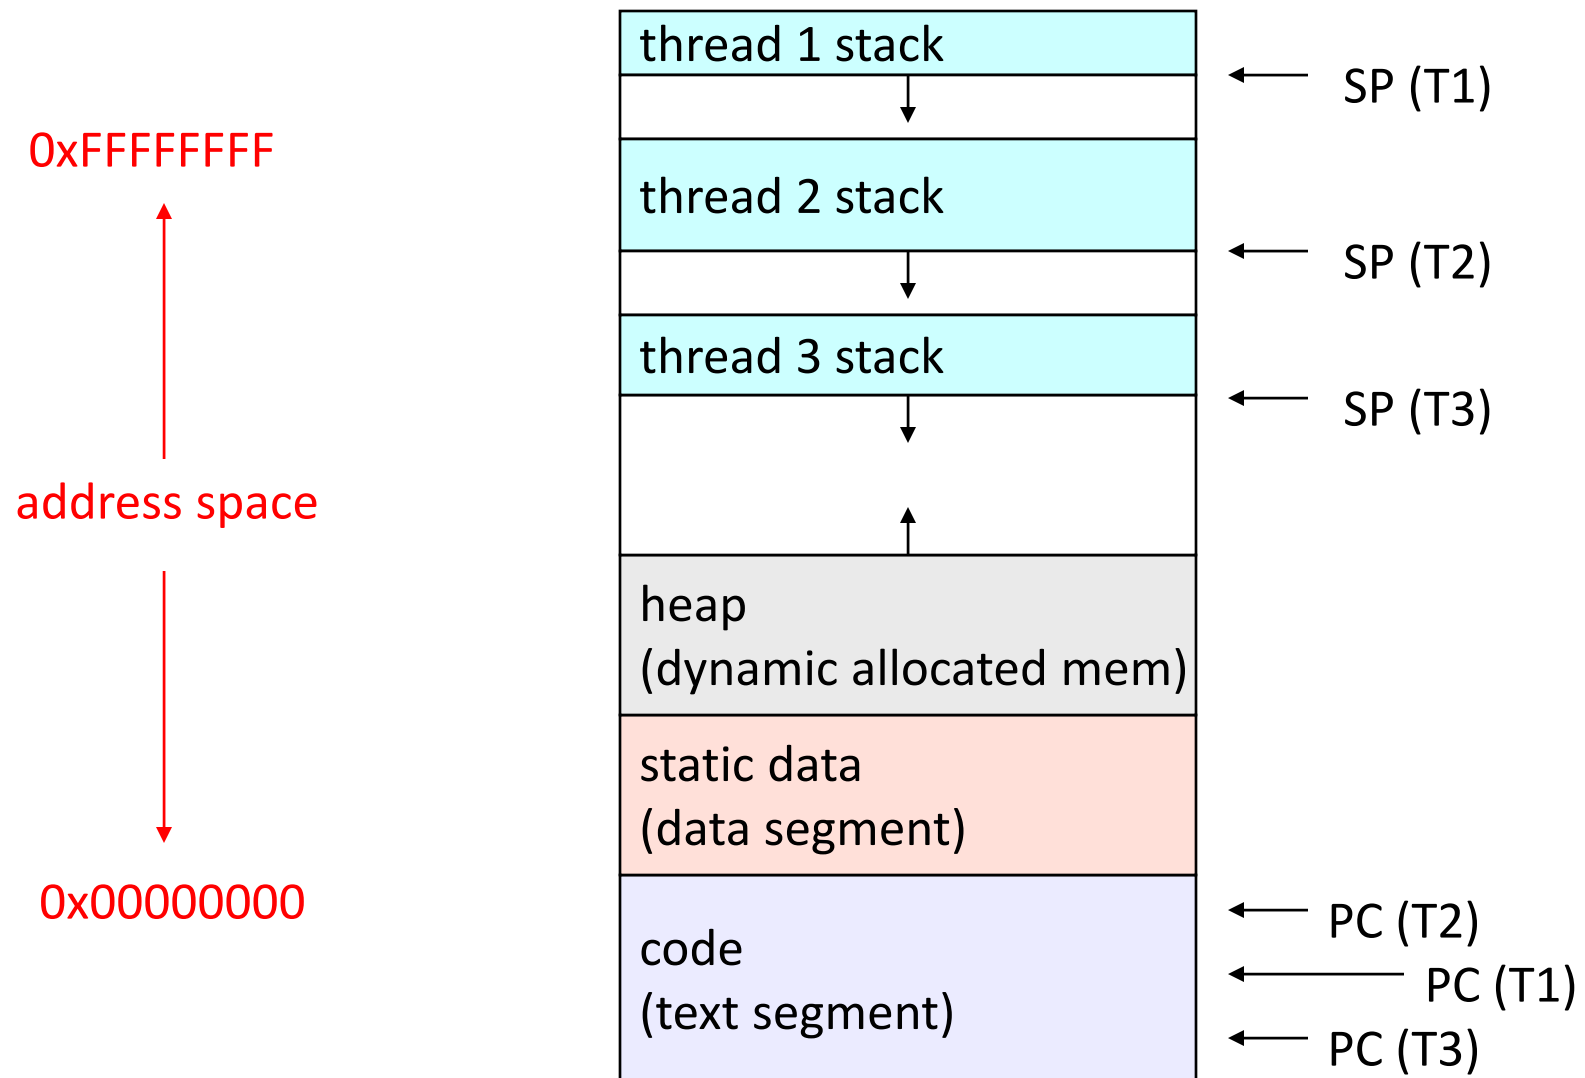 thread 1 stack
SP (T1)
0xFFFFFFFF
thread 2 stack
SP (T2)
thread 3 stack
SP (T3)
address space
heap
(dynamic allocated mem)
static data
(data segment)
0x00000000
code
(text segment)
PC (T2)
PC (T1)
PC (T3)